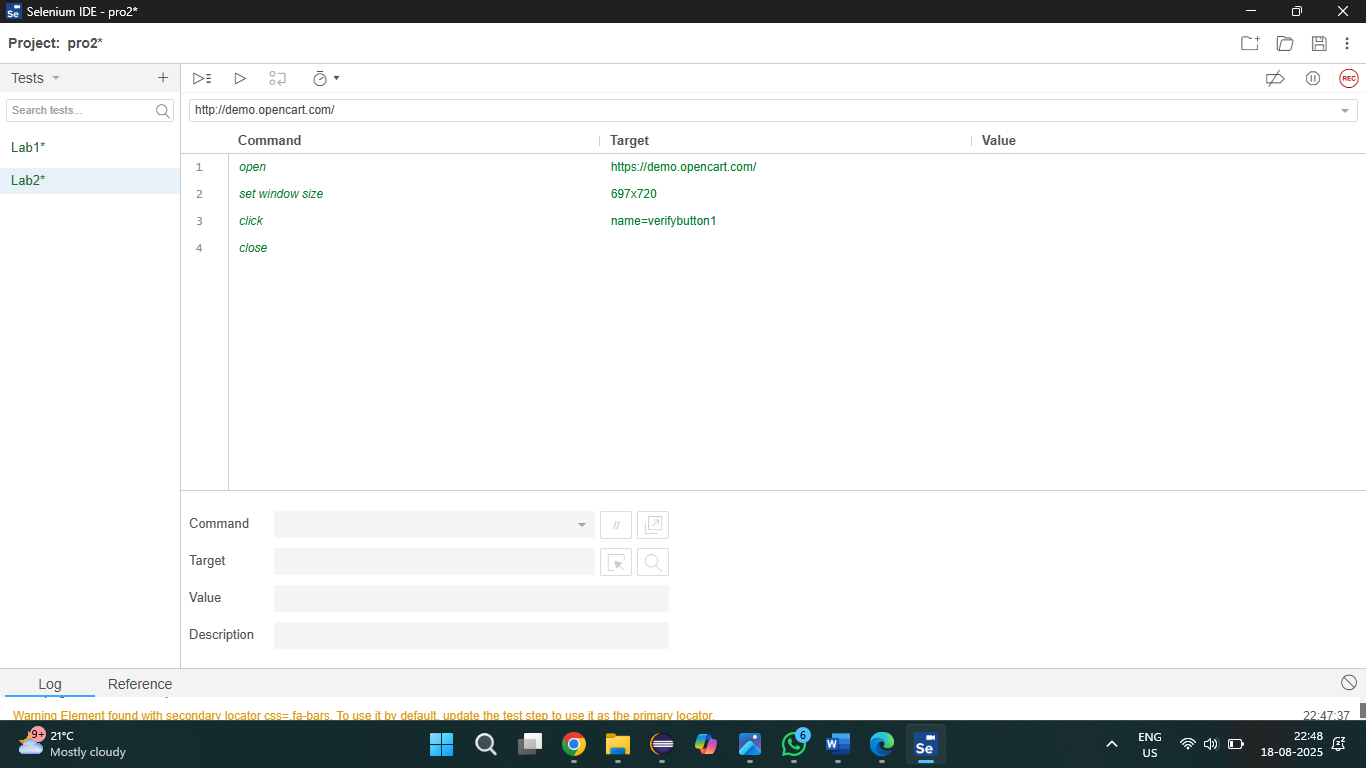 Selenium IDE - pro2*
Project: pro2*
Tests
REC
Search tests...
http://demo.opencart.com/
Lab1*
Lab2*
Command Target Value
1 open https://demo.opencart.com/
2 set window size 697x720
3 click name=verifybutton1
4 close
Command
//
Target
Value
Description
Log Reference
Warning Element found with secondary locator css=.fa-bars. To use it by default, update the test step to use it as the primary locator. 22:47:37
9+ 21°C
Mostly cloudy
6
Se
ENG
US
22:48
18-08-2025